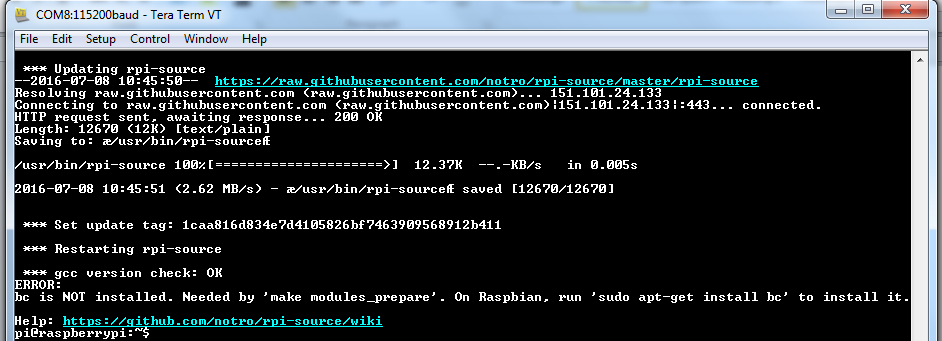 COM8:115200baud - Tera Term VT
File Edit Setup Control Window Help
*** Updating rpi-source
--2016-07-08 10:45:50-- https://raw.githubusercontent.com/notro/rpi-source/master/rpi-source
Resolving raw.githubusercontent.com (raw.githubusercontent.com)... 151.101.24.133
Connecting to raw.githubusercontent.com (raw.githubusercontent.com)|151.101.24.133|:443... connected.
HTTP request sent, awaiting response... 200 OK
Length: 12670 (12K) [text/plain]
Saving to: æ/usr/bin/rpi-sourceÆ
/usr/bin/rpi-source 100%[=====================>] 12.37K --.-KB/s in 0.005s
2016-07-08 10:45:51 (2.62 MB/s) - æ/usr/bin/rpi-sourceÆ saved [12670/12670]
*** Set update tag: 1caa816d834e7d4105826bf7463909568912b411
*** Restarting rpi-source
*** gcc version check: OK
ERROR:
bc is NOT installed. Needed by 'make modules_prepare'. On Raspbian, run 'sudo apt-get install bc' to install it.
Help: https://github.com/notro/rpi-source/wiki
pi@raspberrypi:~$